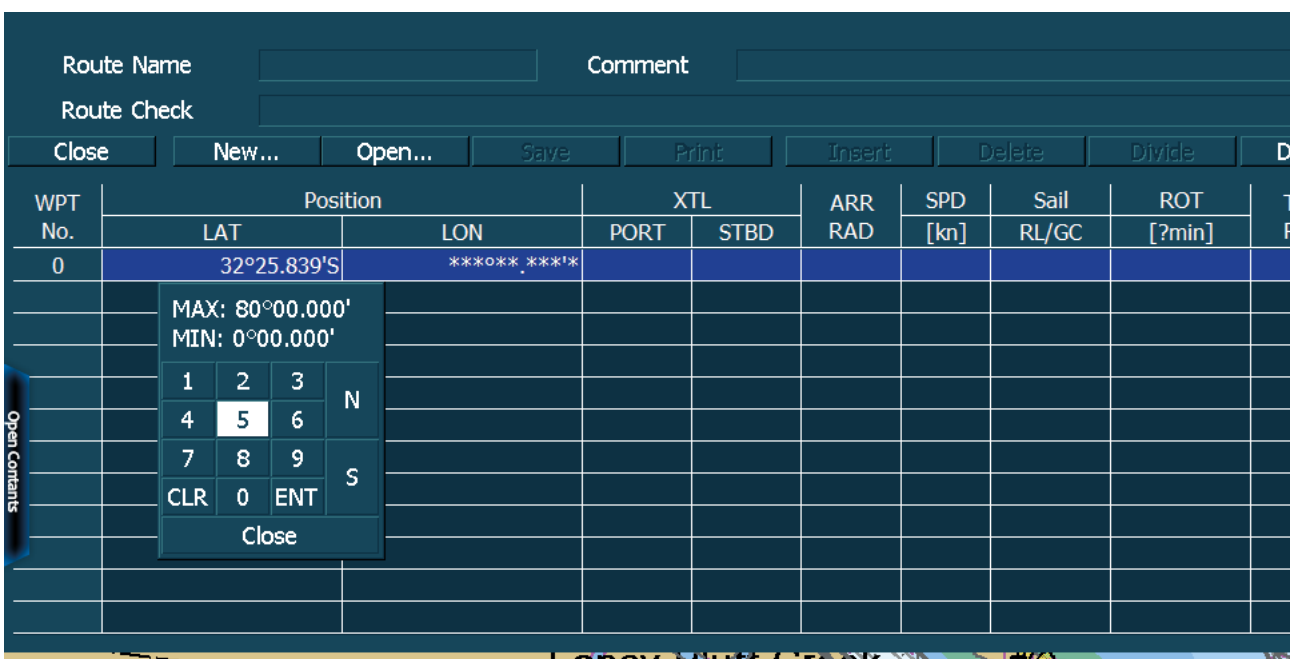 Route Name Comment
Route Check
Close New... Open... Save Print Insert Delete Divide D
WPT Position XTL ARR SPD Sail ROT
No. LAT LON PORT STBD RAD [kn] RL/GC [?min]
0 32°25.839'S ***°**.***'*
MAX: 80°00.000'
MIN: 0°00.000'
1 2 3 N
4 5 6
7 8 9 S
CLR 0 ENT
Close
Open Contants